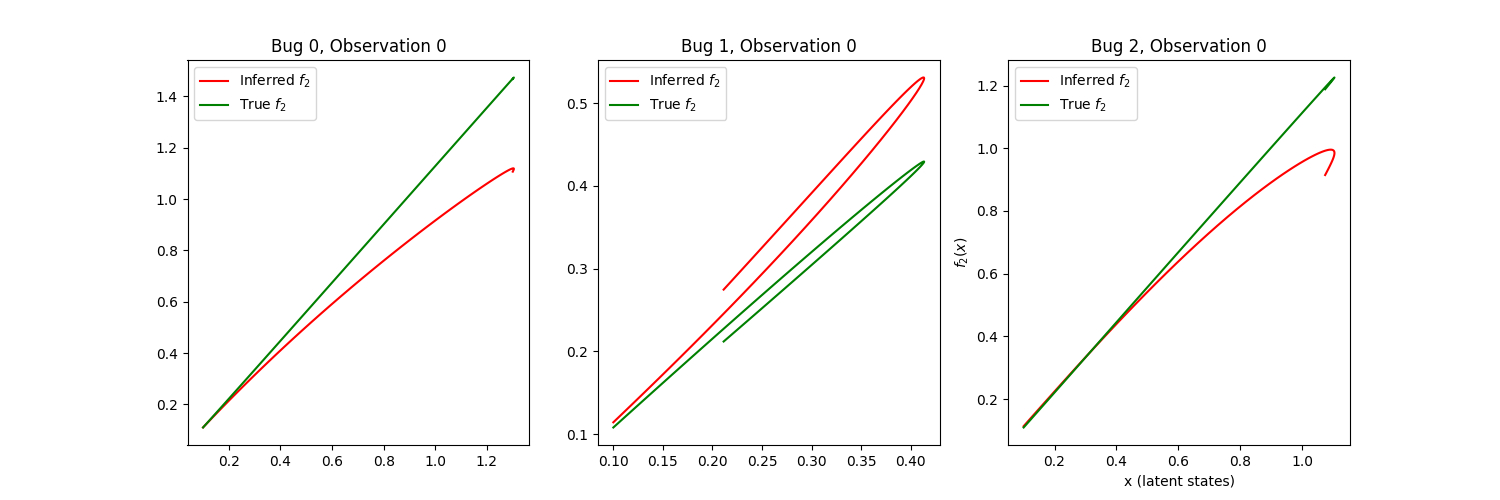 Bug 0, Observation 0
Inferred f₂
True f₂
1.4
1.2
1.0
0.8
0.6
0.4
0.2
0.2 0.4 0.6 0.8 1.0 1.2
Bug 1, Observation 0
Inferred f₂
True f₂
0.5
0.4
0.3
0.2
0.1
0.10 0.15 0.20 0.25 0.30 0.35 0.40
Bug 2, Observation 0
Inferred f₂
True f₂
f₂(x)
1.2
1.0
0.8
0.6
0.4
0.2
0.2 0.4 0.6 0.8 1.0
x (latent states)